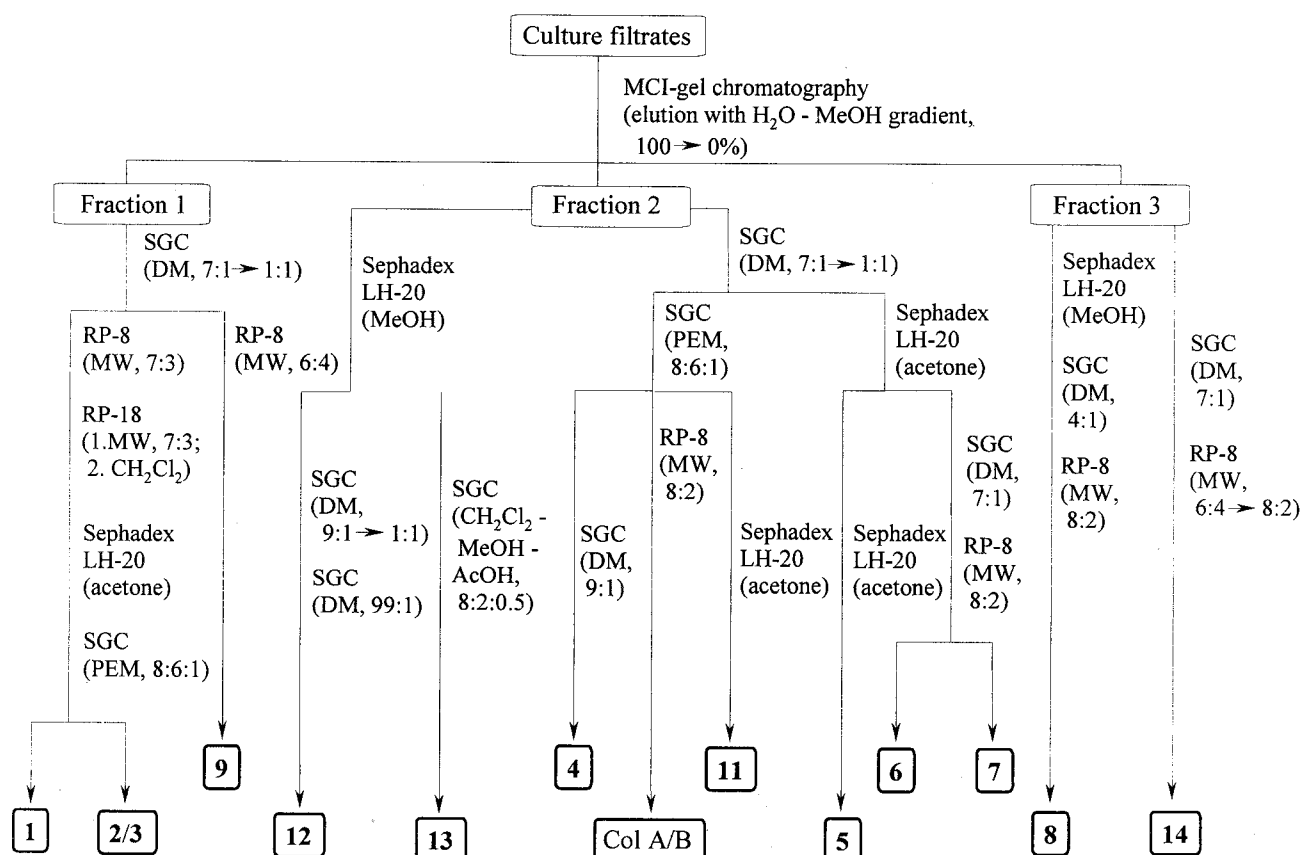 Culture filtrates
MCI-gel chromatography
(elution with H₂O - MeOH gradient,
100 → 0%)
Fraction 1
Fraction 2
Fraction 3
SGC
(DM, 7:1 → 1:1)
RP-8
(MW, 7:3)
RP-18
(1.MW, 7:3;
2. CH₂Cl₂)
Sephadex
LH-20
(acetone)
SGC
(PEM, 8:6:1)
RP-8
(MW, 6:4)
Sephadex
LH-20
(MeOH)
SGC
(DM,
9:1 → 1:1)
SGC
(DM, 99:1)
SGC
(CH₂Cl₂ -
MeOH -
AcOH,
8:2:0.5)
SGC
(DM, 7:1 → 1:1)
SGC
(PEM,
8:6:1)
SGC
(DM,
9:1)
RP-8
(MW,
8:2)
Sephadex
LH-20
(acetone)
Sephadex
LH-20
(acetone)
Sephadex
LH-20
(acetone)
SGC
(DM,
7:1)
RP-8
(MW,
8:2)
Sephadex
LH-20
(MeOH)
SGC
(DM,
4:1)
RP-8
(MW,
8:2)
SGC
(DM,
7:1)
RP-8
(MW,
6:4 → 8:2)
9
4
11
6
7
1
2/3
12
13
Col A/B
5
8
14